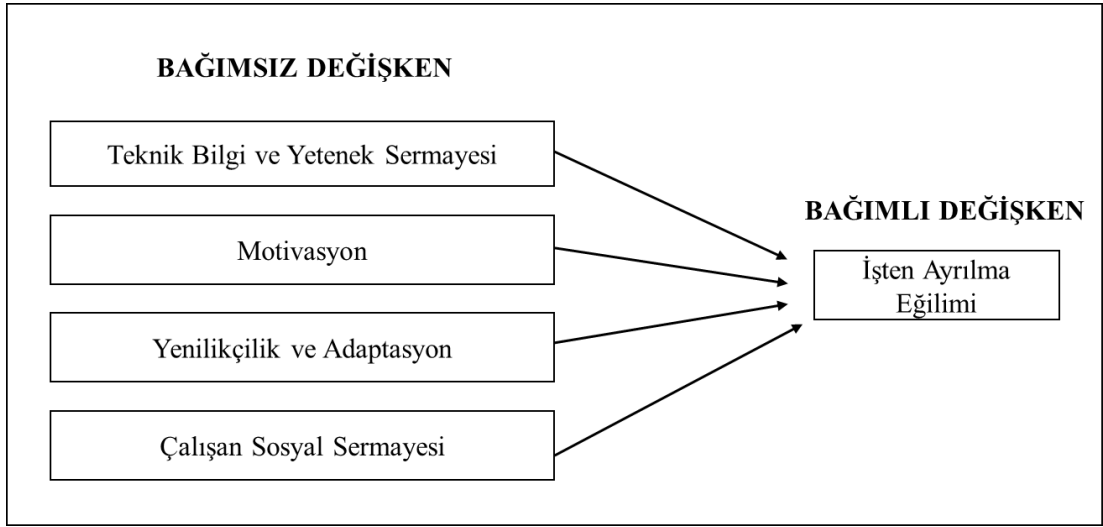 BAĞIMSIZ DEĞİŞKEN
Teknik Bilgi ve Yetenek Sermayesi
Motivasyon
Yenilikçilik ve Adaptasyon
Çalışan Sosyal Sermayesi
BAĞIMLI DEĞİŞKEN
İşten Ayrılma
Eğilimi